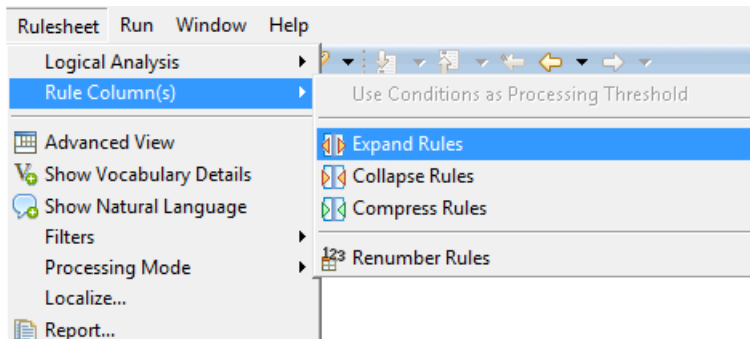 Rulesheet Run Window Help
Logical Analysis
Rule Column(s)
Use Conditions as Processing Threshold
Advanced View
Expand Rules
Show Vocabulary Details
Collapse Rules
Show Natural Language
Compress Rules
Filters
Processing Mode
123 Renumber Rules
Localize...
Report...